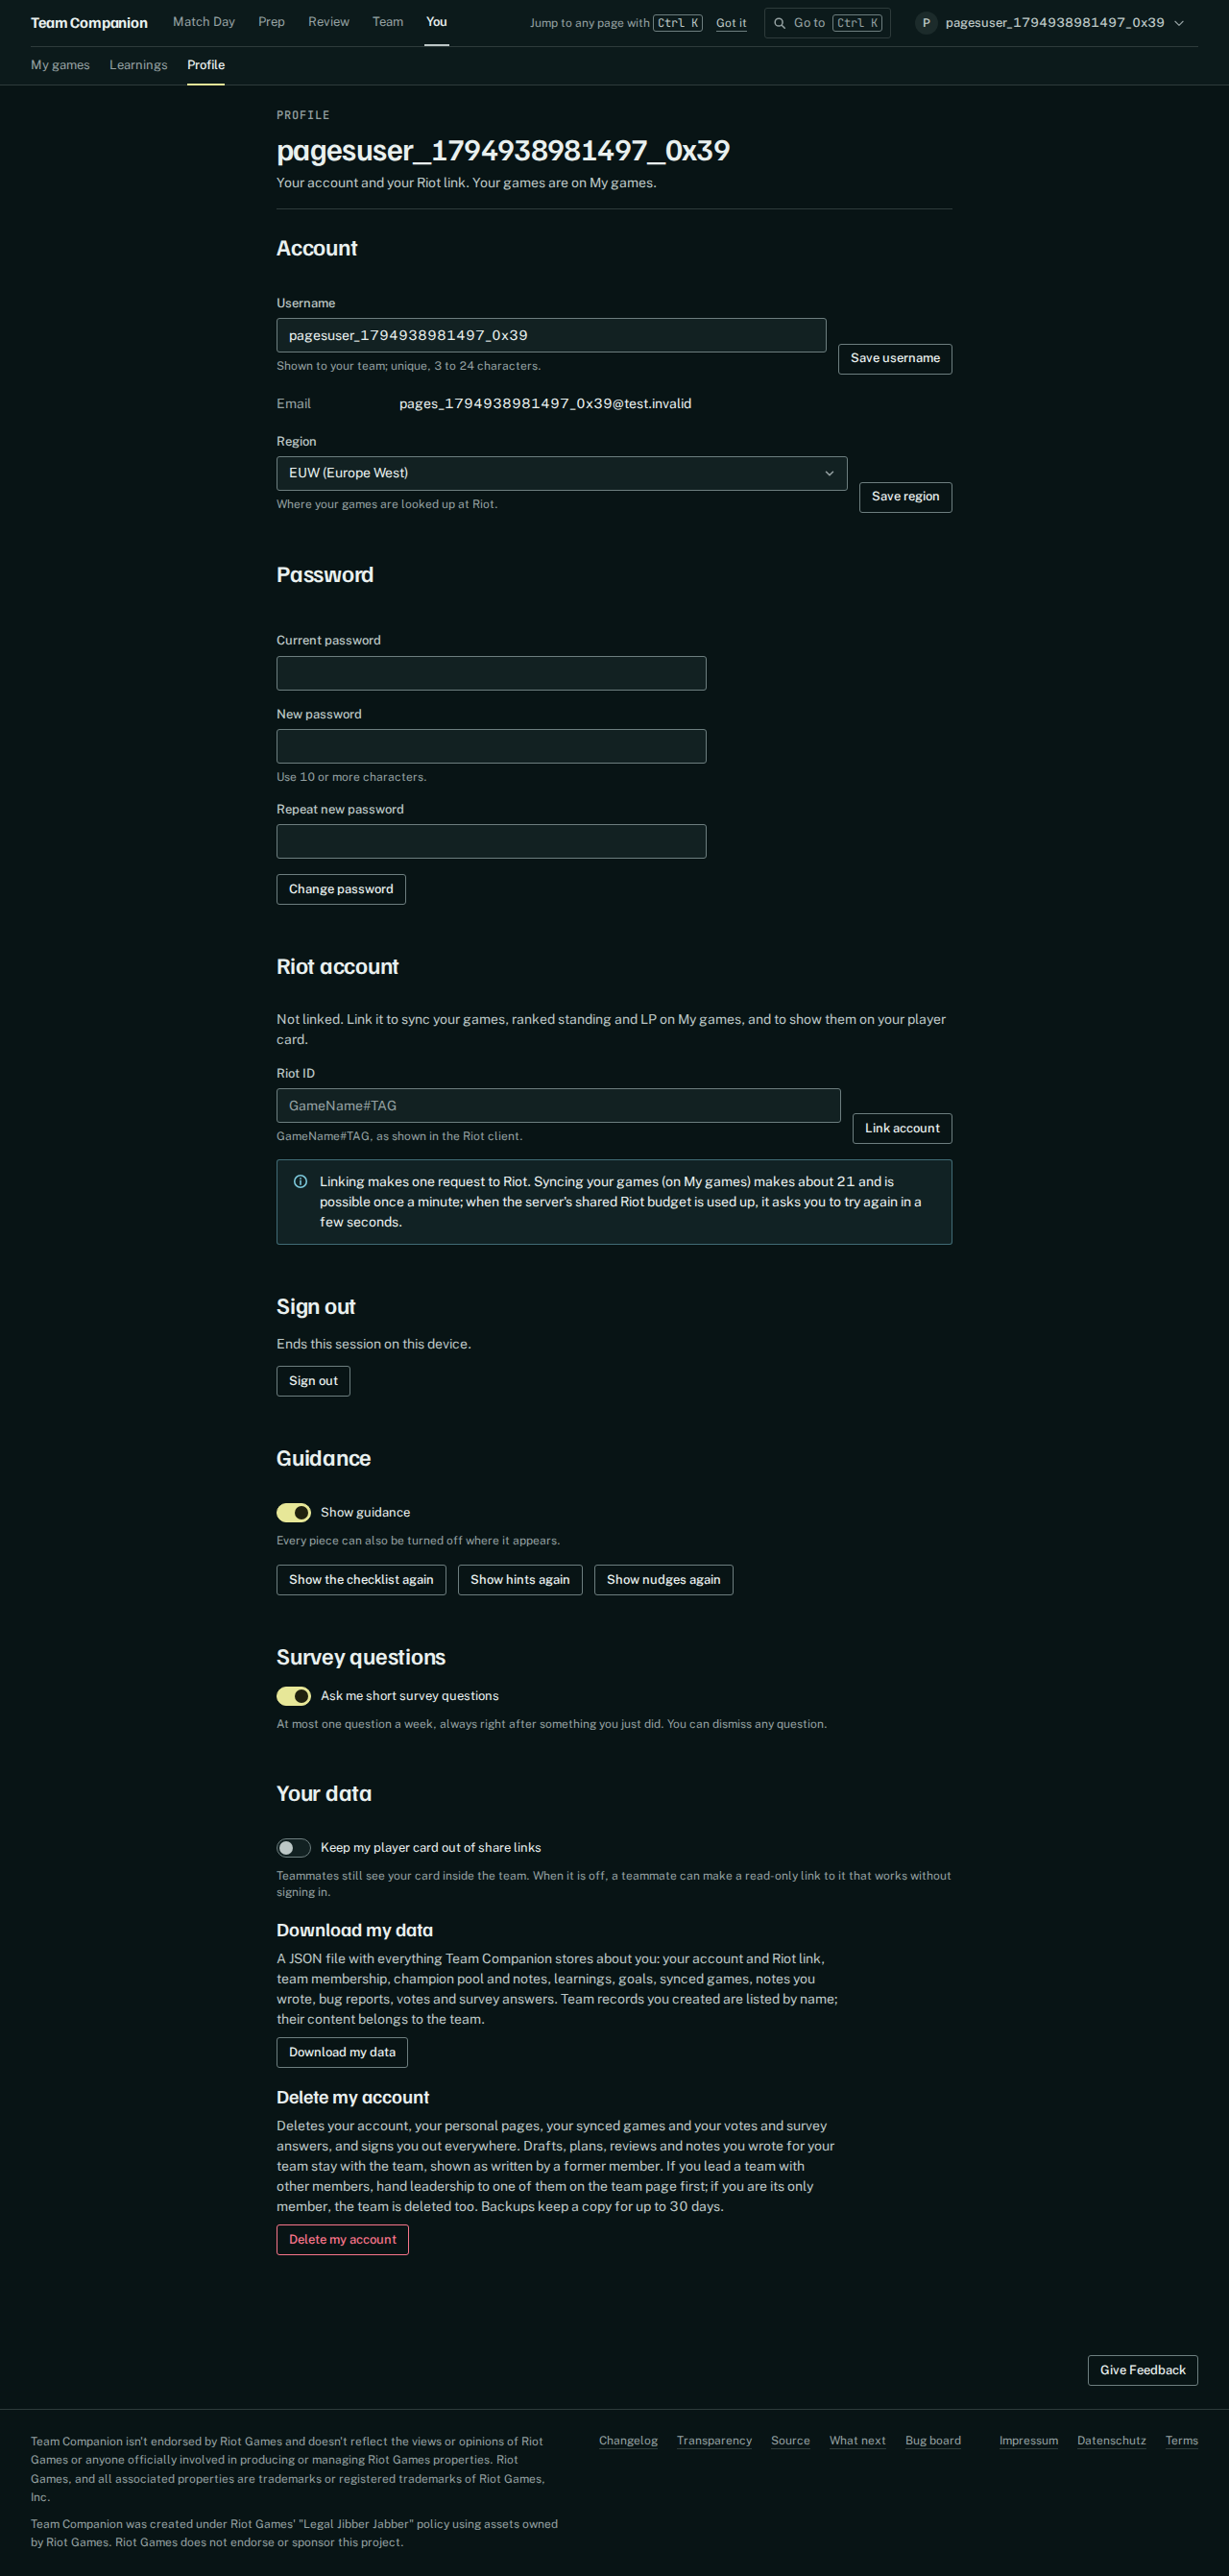 Team Companion
Match Day
Prep
Review
Team
You
Jump to any page with Ctrl K
Got it
Go to Ctrl K
P
pagesuser_1794938981497_0x39
My games
Learnings
Profile
PROFILE
pagesuser_1794938981497_0x39
Your account and your Riot link. Your games are on My games.
Account
Username
pagesuser_1794938981497_0x39
Shown to your team; unique, 3 to 24 characters.
Save username
Email
pages_1794938981497_0x39@test.invalid
Region
EUW (Europe West)
Where your games are looked up at Riot.
Save region
Password
Current password
New password
Use 10 or more characters.
Repeat new password
Change password
Riot account
Not linked. Link it to sync your games, ranked standing and LP on My games, and to show them on your player
card.
Riot ID
GameName#TAG
GameName#TAG, as shown in the Riot client.
Link account
Linking makes one request to Riot. Syncing your games (on My games) makes about 21 and is
possible once a minute; when the server's shared Riot budget is used up, it asks you to try again in a
few seconds.
Sign out
Ends this session on this device.
Sign out
Guidance
Show guidance
Every piece can also be turned off where it appears.
Show the checklist again
Show hints again
Show nudges again
Survey questions
Ask me short survey questions
At most one question a week, always right after something you just did. You can dismiss any question.
Your data
Keep my player card out of share links
Teammates still see your card inside the team. When it is off, a teammate can make a read-only link to it that works without
signing in.
Download my data
A JSON file with everything Team Companion stores about you: your account and Riot link,
team membership, champion pool and notes, learnings, goals, synced games, notes you
wrote, bug reports, votes and survey answers. Team records you created are listed by name;
their content belongs to the team.
Download my data
Delete my account
Deletes your account, your personal pages, your synced games and your votes and survey
answers, and signs you out everywhere. Drafts, plans, reviews and notes you wrote for your
team stay with the team, shown as written by a former member. If you lead a team with
other members, hand leadership to one of them on the team page first; if you are its only
member, the team is deleted too. Backups keep a copy for up to 30 days.
Delete my account
Give Feedback
Team Companion isn't endorsed by Riot Games and doesn't reflect the views or opinions of Riot
Games or anyone officially involved in producing or managing Riot Games properties. Riot
Games, and all associated properties are trademarks or registered trademarks of Riot Games,
Inc.
Team Companion was created under Riot Games' "Legal Jibber Jabber" policy using assets owned
by Riot Games. Riot Games does not endorse or sponsor this project.
Changelog
Transparency
Source
What next
Bug board
Impressum
Datenschutz
Terms